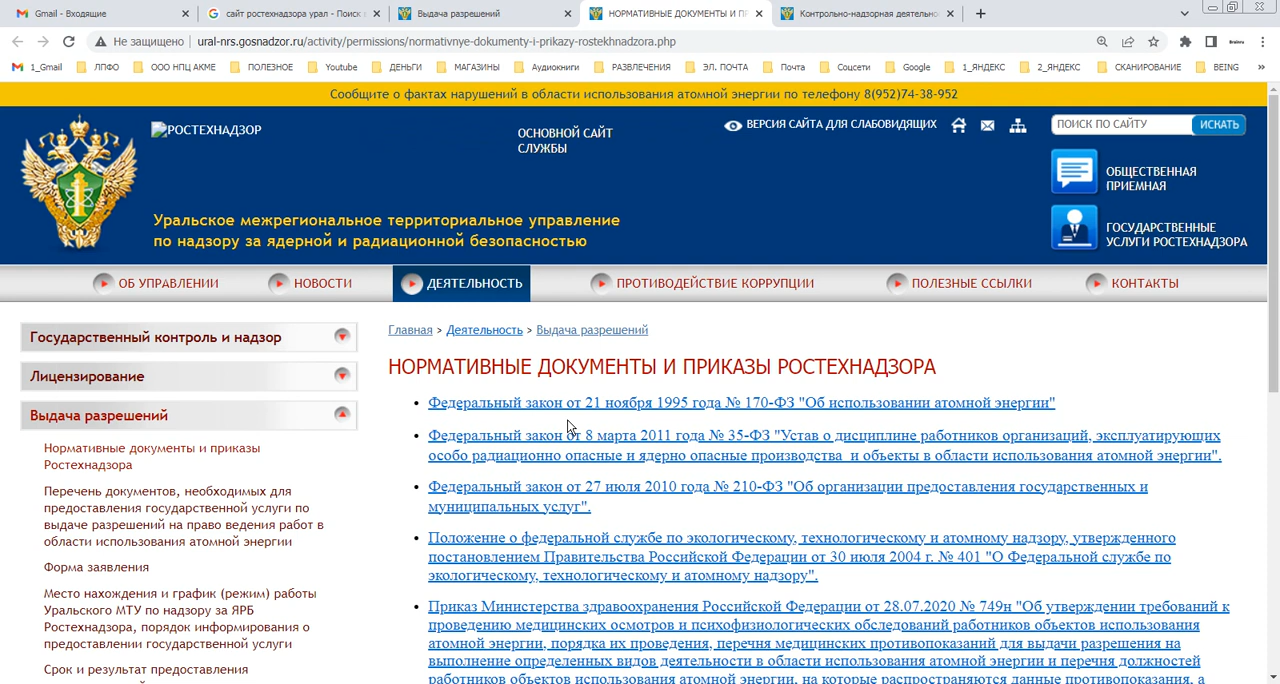 Gmail - Входящие
сайт ростехнадзора урал - Поиск
Выдача разрешений
НОРМАТИВНЫЕ ДОКУМЕНТЫ И ПР
Контрольно-надзорная деятельно
Не защищено
ural-nrs.gosnadzor.ru/activity/permissions/normativnye-dokumenty-i-prikazy-rostekhnadzora.php
1_Gmail
ЛПФО
ООО НПЦ АКМЕ
ПОЛЕЗНОЕ
Youtube
ДЕНЬГИ
МАГАЗИНЫ
Аудиокниги
РАЗВЛЕЧЕНИЯ
ЭЛ. ПОЧТА
Почта
Соцсети
Google
1_ЯНДЕКС
2_ЯНДЕКС
СКАНИРОВАНИЕ
BEING
Сообщите о фактах нарушений в области использования атомной энергии по телефону 8(952)74-38-952
РОСТЕХНАДЗОР
ОСНОВНОЙ САЙТ
СЛУЖБЫ
ВЕРСИЯ САЙТА ДЛЯ СЛАБОВИДЯЩИХ
ПОИСК ПО САЙТУ
ИСКАТЬ
ОБЩЕСТВЕННАЯ
ПРИЕМНАЯ
ГОСУДАРСТВЕННЫЕ
УСЛУГИ РОСТЕХНАДЗОРА
Уральское межрегиональное территориальное управление
по надзору за ядерной и радиационной безопасностью
ОБ УПРАВЛЕНИИ
НОВОСТИ
ДЕЯТЕЛЬНОСТЬ
ПРОТИВОДЕЙСТВИЕ КОРРУПЦИИ
ПОЛЕЗНЫЕ ССЫЛКИ
КОНТАКТЫ
Государственный контроль и надзор
Лицензирование
Выдача разрешений
Нормативные документы и приказы
Ростехнадзора
Перечень документов, необходимых для
предоставления государственной услуги по
выдаче разрешений на право ведения работ в
области использования атомной энергии
Форма заявления
Место нахождения и график (режим) работы
Уральского МТУ по надзору за ЯРБ
Ростехнадзора, порядок информирования о
предоставлении государственной услуги
Срок и результат предоставления
Главная > Деятельность > Выдача разрешений
НОРМАТИВНЫЕ ДОКУМЕНТЫ И ПРИКАЗЫ РОСТЕХНАДЗОРА
• Федеральный закон от 21 ноября 1995 года № 170-ФЗ "Об использовании атомной энергии"
• Федеральный закон от 8 марта 2011 года № 35-ФЗ "Устав о дисциплине работников организаций, эксплуатирующих
особо радиационно опасные и ядерно опасные производства и объекты в области использования атомной энергии".
• Федеральный закон от 27 июля 2010 года № 210-ФЗ "Об организации предоставления государственных и
муниципальных услуг".
• Положение о федеральной службе по экологическому, технологическому и атомному надзору, утвержденного
постановлением Правительства Российской Федерации от 30 июля 2004 г. № 401 "О Федеральной службе по
экологическому, технологическому и атомному надзору".
• Приказ Министерства здравоохранения Российской Федерации от 28.07.2020 № 749н "Об утверждении требований к
проведению медицинских осмотров и психофизиологических обследований работников объектов использования
атомной энергии, порядка их проведения, перечня медицинских противопоказаний для выдачи разрешения на
выполнение определенных видов деятельности в области использования атомной энергии и перечня должностей
работников объектов использования атомной энергии, на которые распространяются данные противопоказания, а